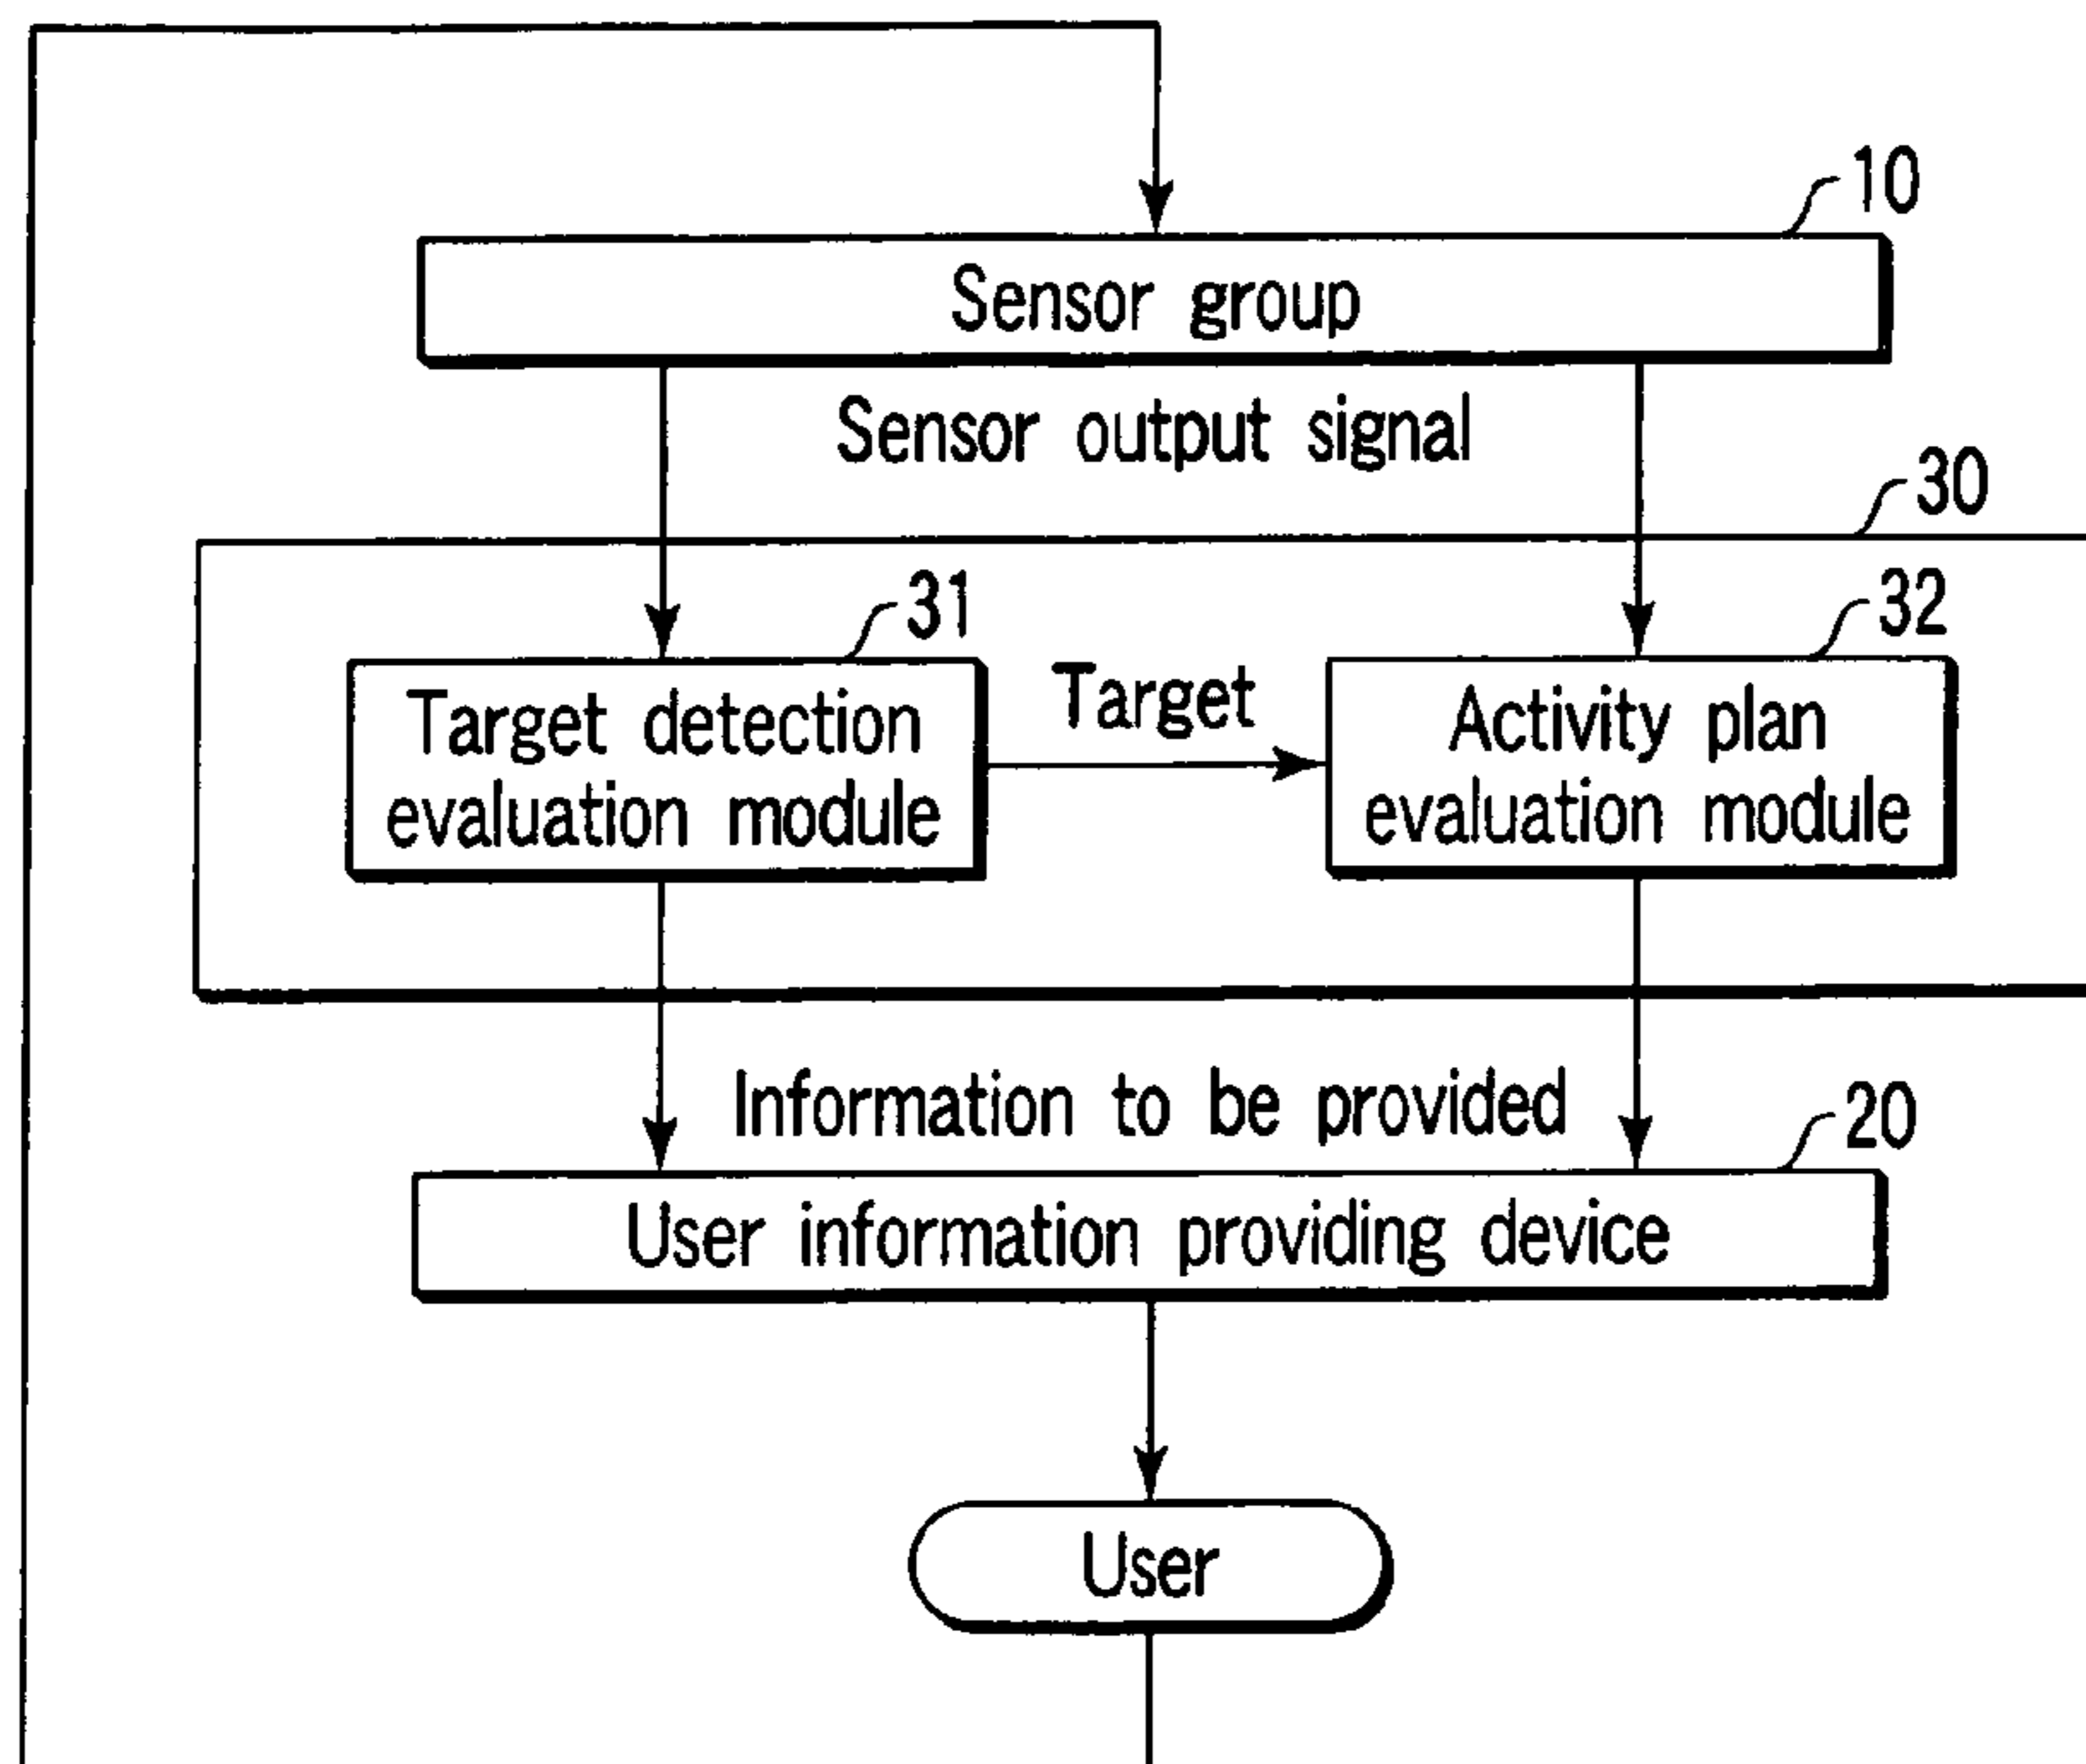 10
Sensor group
Sensor output signal
30
31
32
Target detection
evaluation module
Target
Activity plan
evaluation module
Information to be provided
20
User information providing device
User